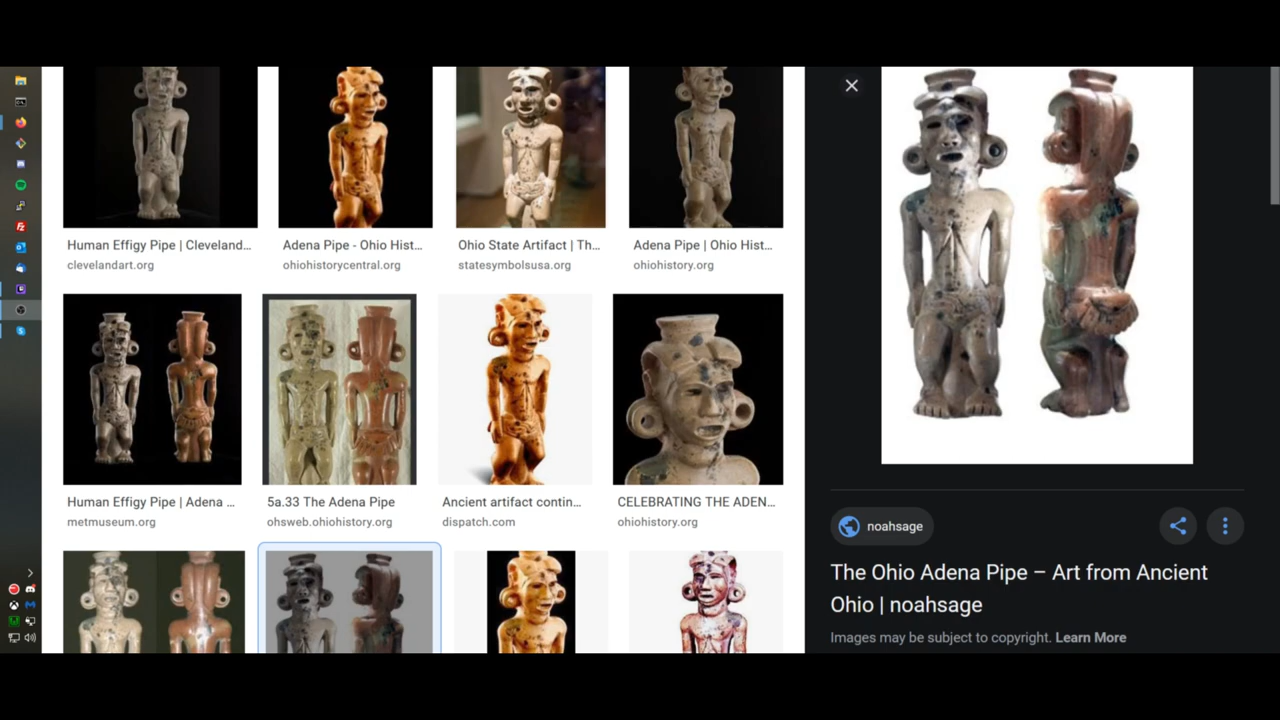 Human Effigy Pipe | Cleveland...
clevelandart.org
Adena Pipe - Ohio Hist...
ohiohistorycentral.org
Ohio State Artifact | Th...
statesymbolsusa.org
Adena Pipe | Ohio Hist...
ohiohistory.org
Human Effigy Pipe | Adena ...
metmuseum.org
5a.33 The Adena Pipe
ohsweb.ohiohistory.org
Ancient artifact contin...
dispatch.com
CELEBRATING THE ADEN...
ohiohistory.org
noahsage
The Ohio Adena Pipe – Art from Ancient
Ohio | noahsage
Images may be subject to copyright. Learn More